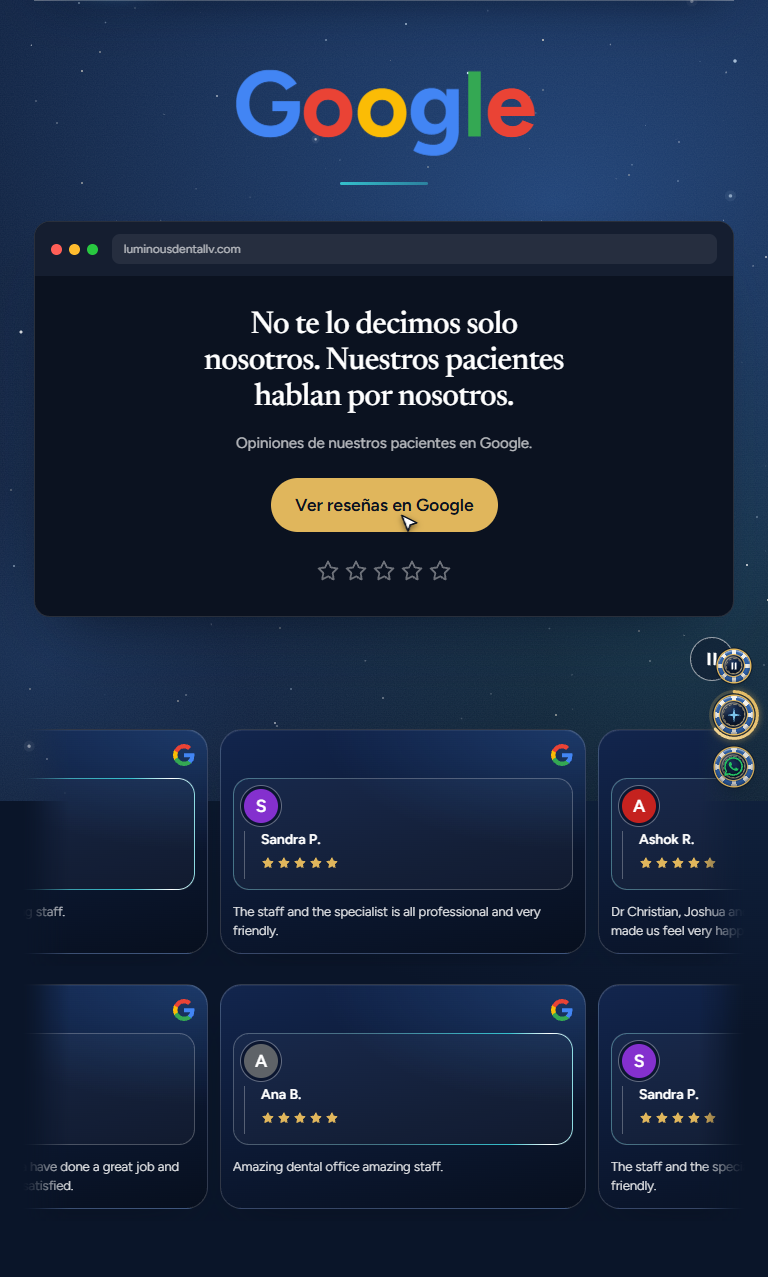 Google
luminousdentallv.com
No te lo decimos solo
nosotros. Nuestros pacientes
hablan por nosotros.
Opiniones de nuestros pacientes en Google.
Ver reseñas en Google
G
G
S
Sandra P.
A
Ashok R.
staff.
The staff and the specialist is all professional and very
friendly.
Dr Christian, Joshua an
made us feel very happ
G
G
A
Ana B.
S
Sandra P.
have done a great job and
satisfied.
Amazing dental office amazing staff.
The staff and the spec
friendly.